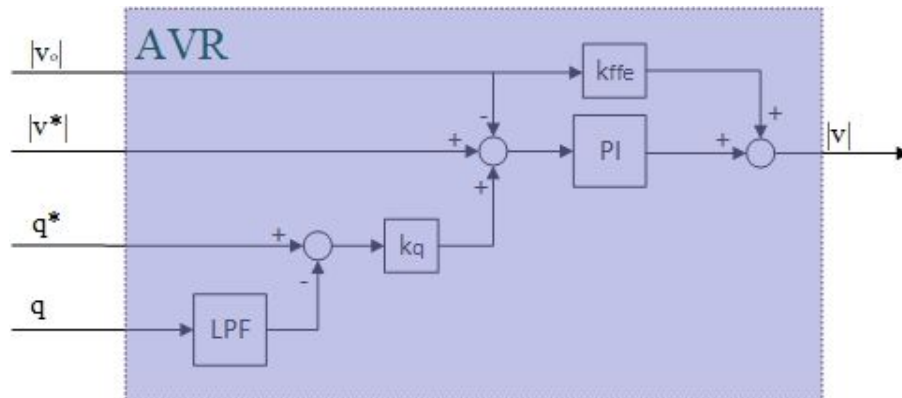 |vₒ|
AVR
kffe
+
-
|v*|
+
PI
+
|v|
+
q*
+
kq
-
q
LPF